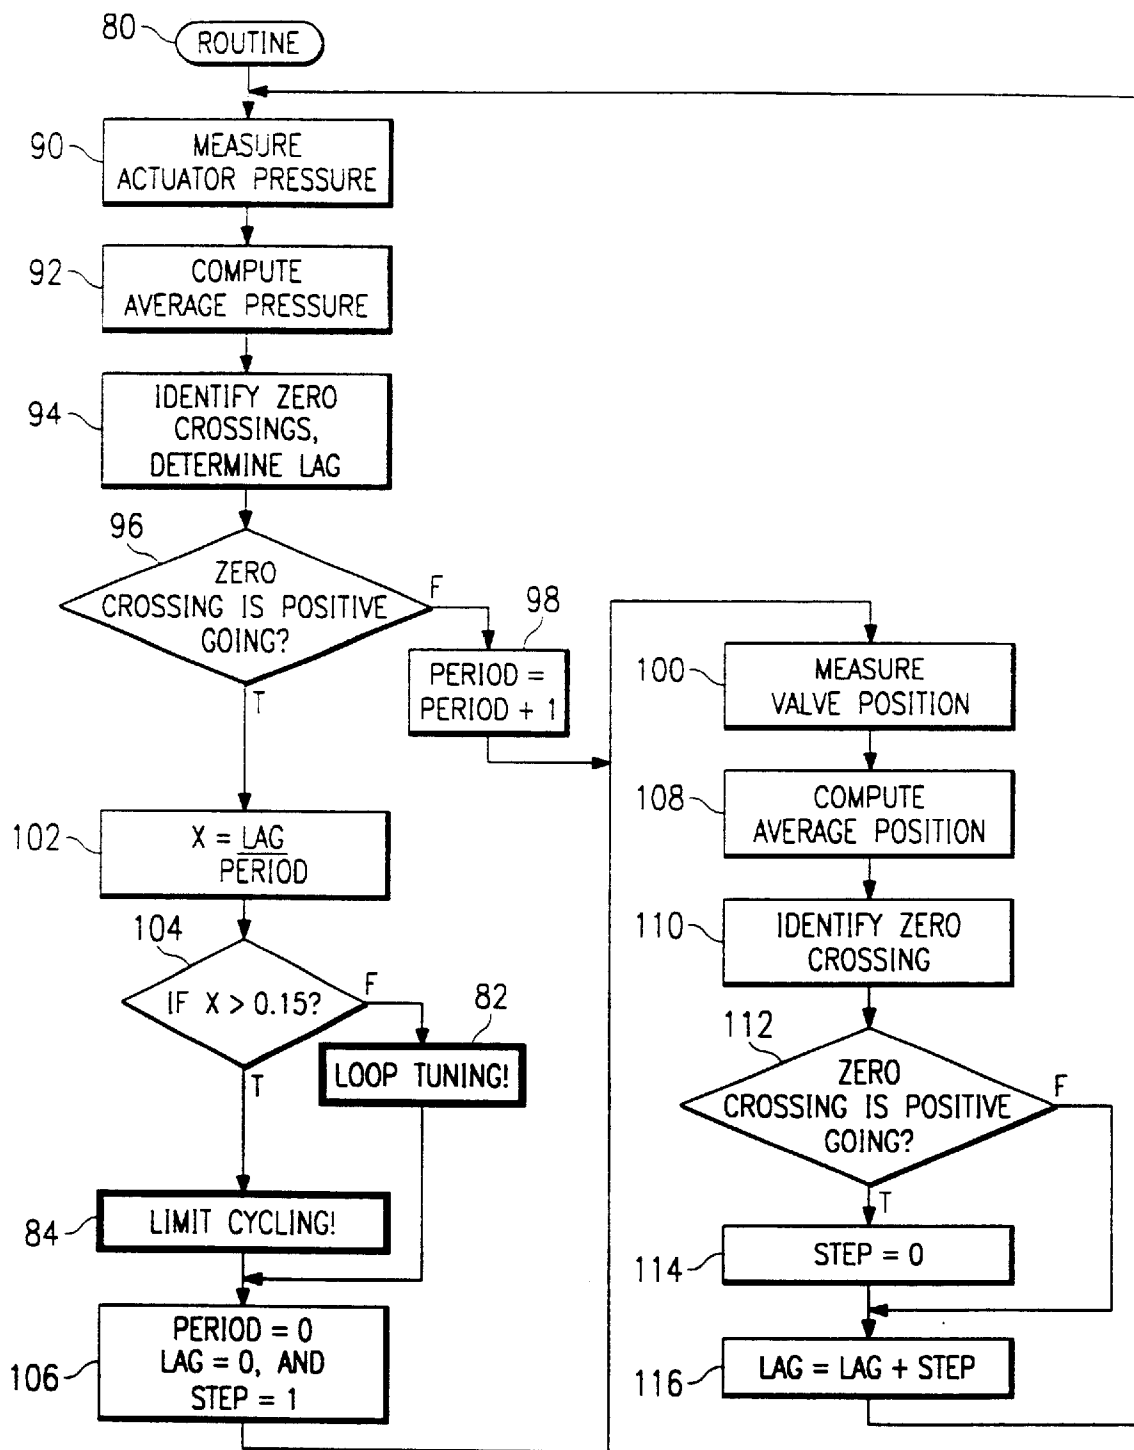 80
ROUTINE
90
MEASURE
ACTUATOR PRESSURE
92
COMPUTE
AVERAGE PRESSURE
94
IDENTIFY ZERO
CROSSINGS,
DETERMINE LAG
96
ZERO
CROSSING IS POSITIVE
GOING?
F
T
98
PERIOD =
PERIOD + 1
102
X = LAG
PERIOD
104
IF X > 0.15?
F
T
82
LOOP TUNING!
84
LIMIT CYCLING!
106
PERIOD = 0
LAG = 0, AND
STEP = 1
100
MEASURE
VALVE POSITION
108
COMPUTE
AVERAGE POSITION
110
IDENTIFY ZERO
CROSSING
112
ZERO
CROSSING IS POSITIVE
GOING?
F
T
114
STEP = 0
116
LAG = LAG + STEP